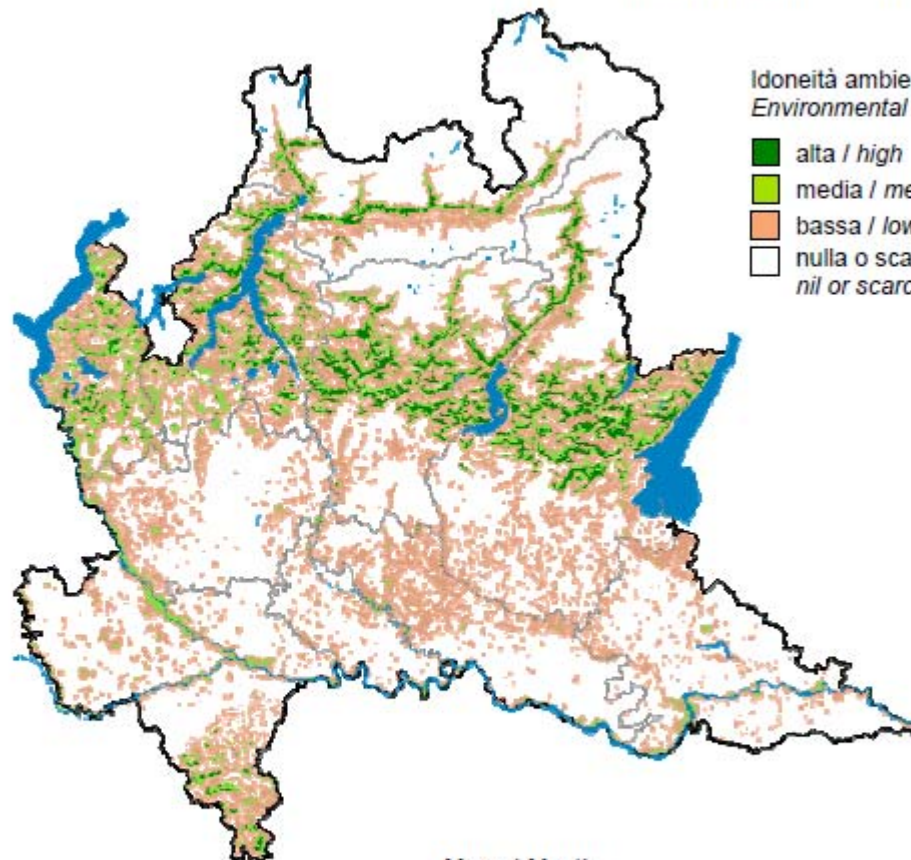 Idoneità ambie
Environmental
alta / high
media / me
bassa / low
nulla o sca
nil or scarc